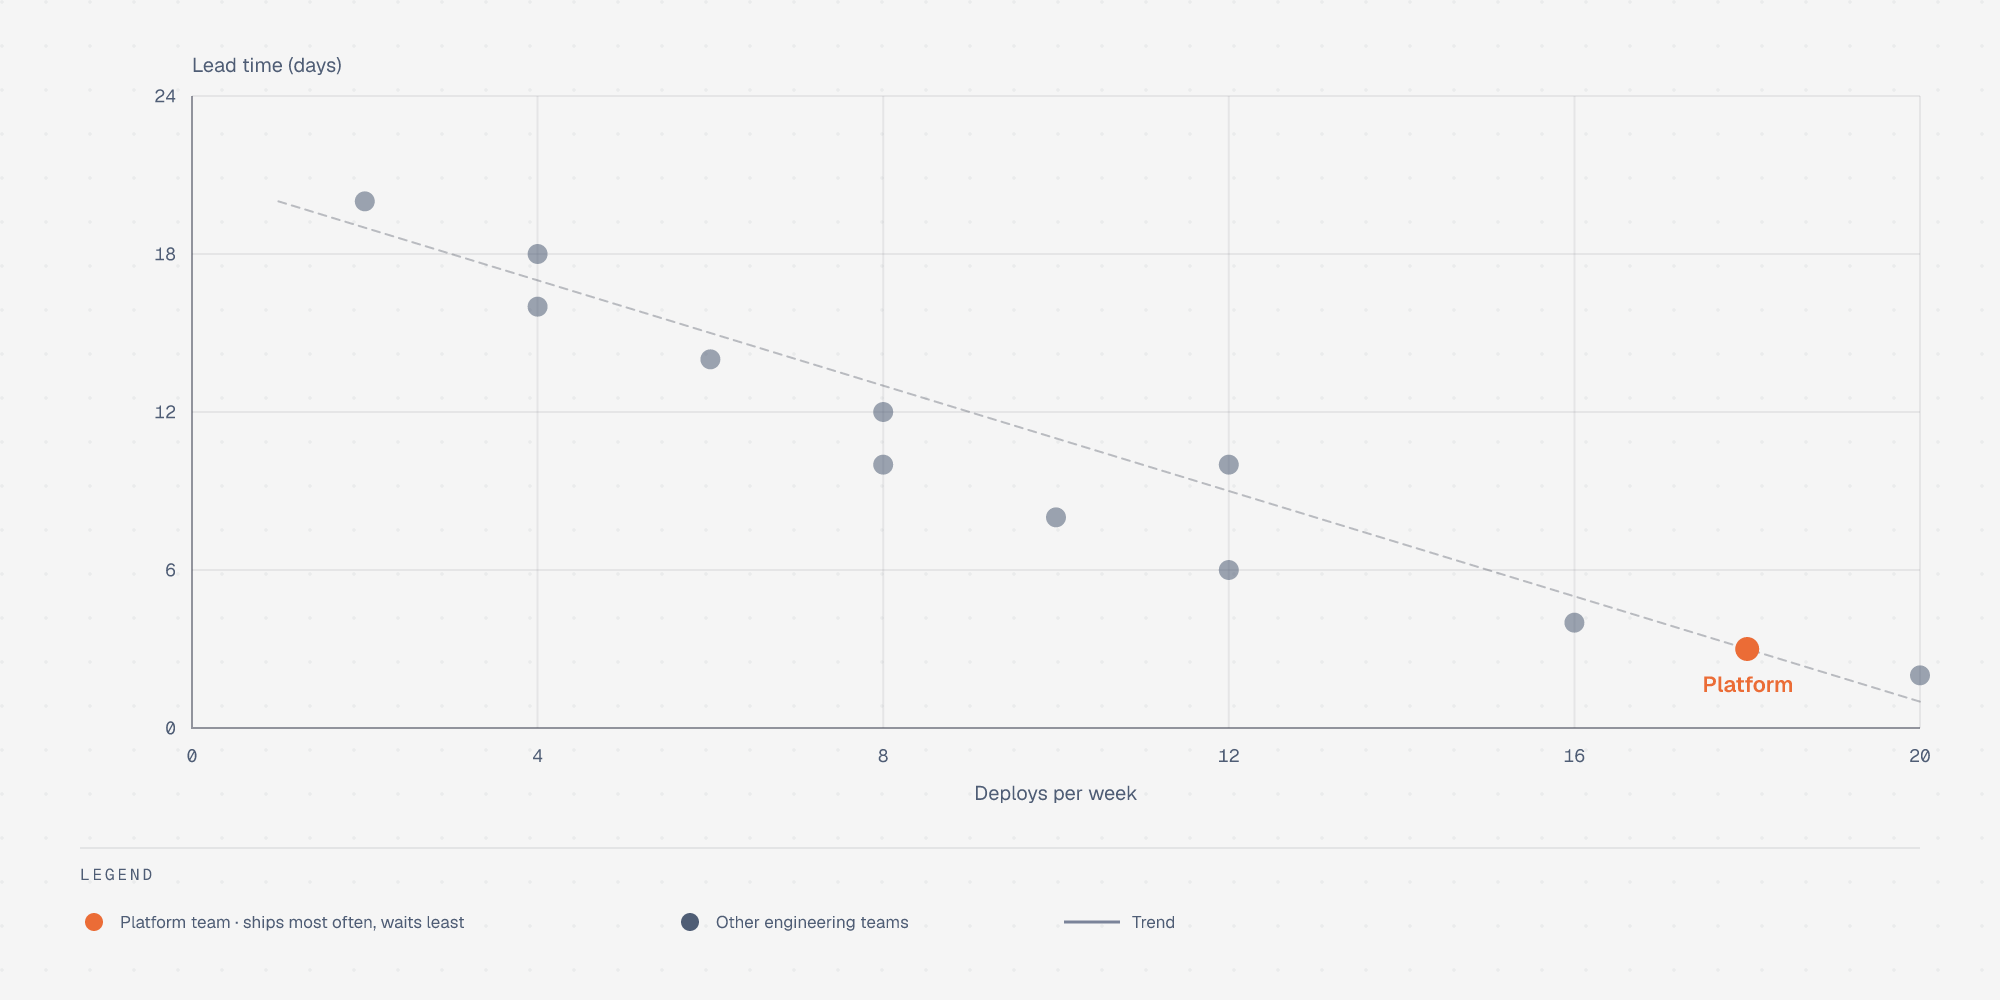 Lead time (days)
24
18
12
6
0
0 4 8 12 16 20
Platform
Deploys per week
LEGEND
Platform team · ships most often, waits least
Other engineering teams
Trend